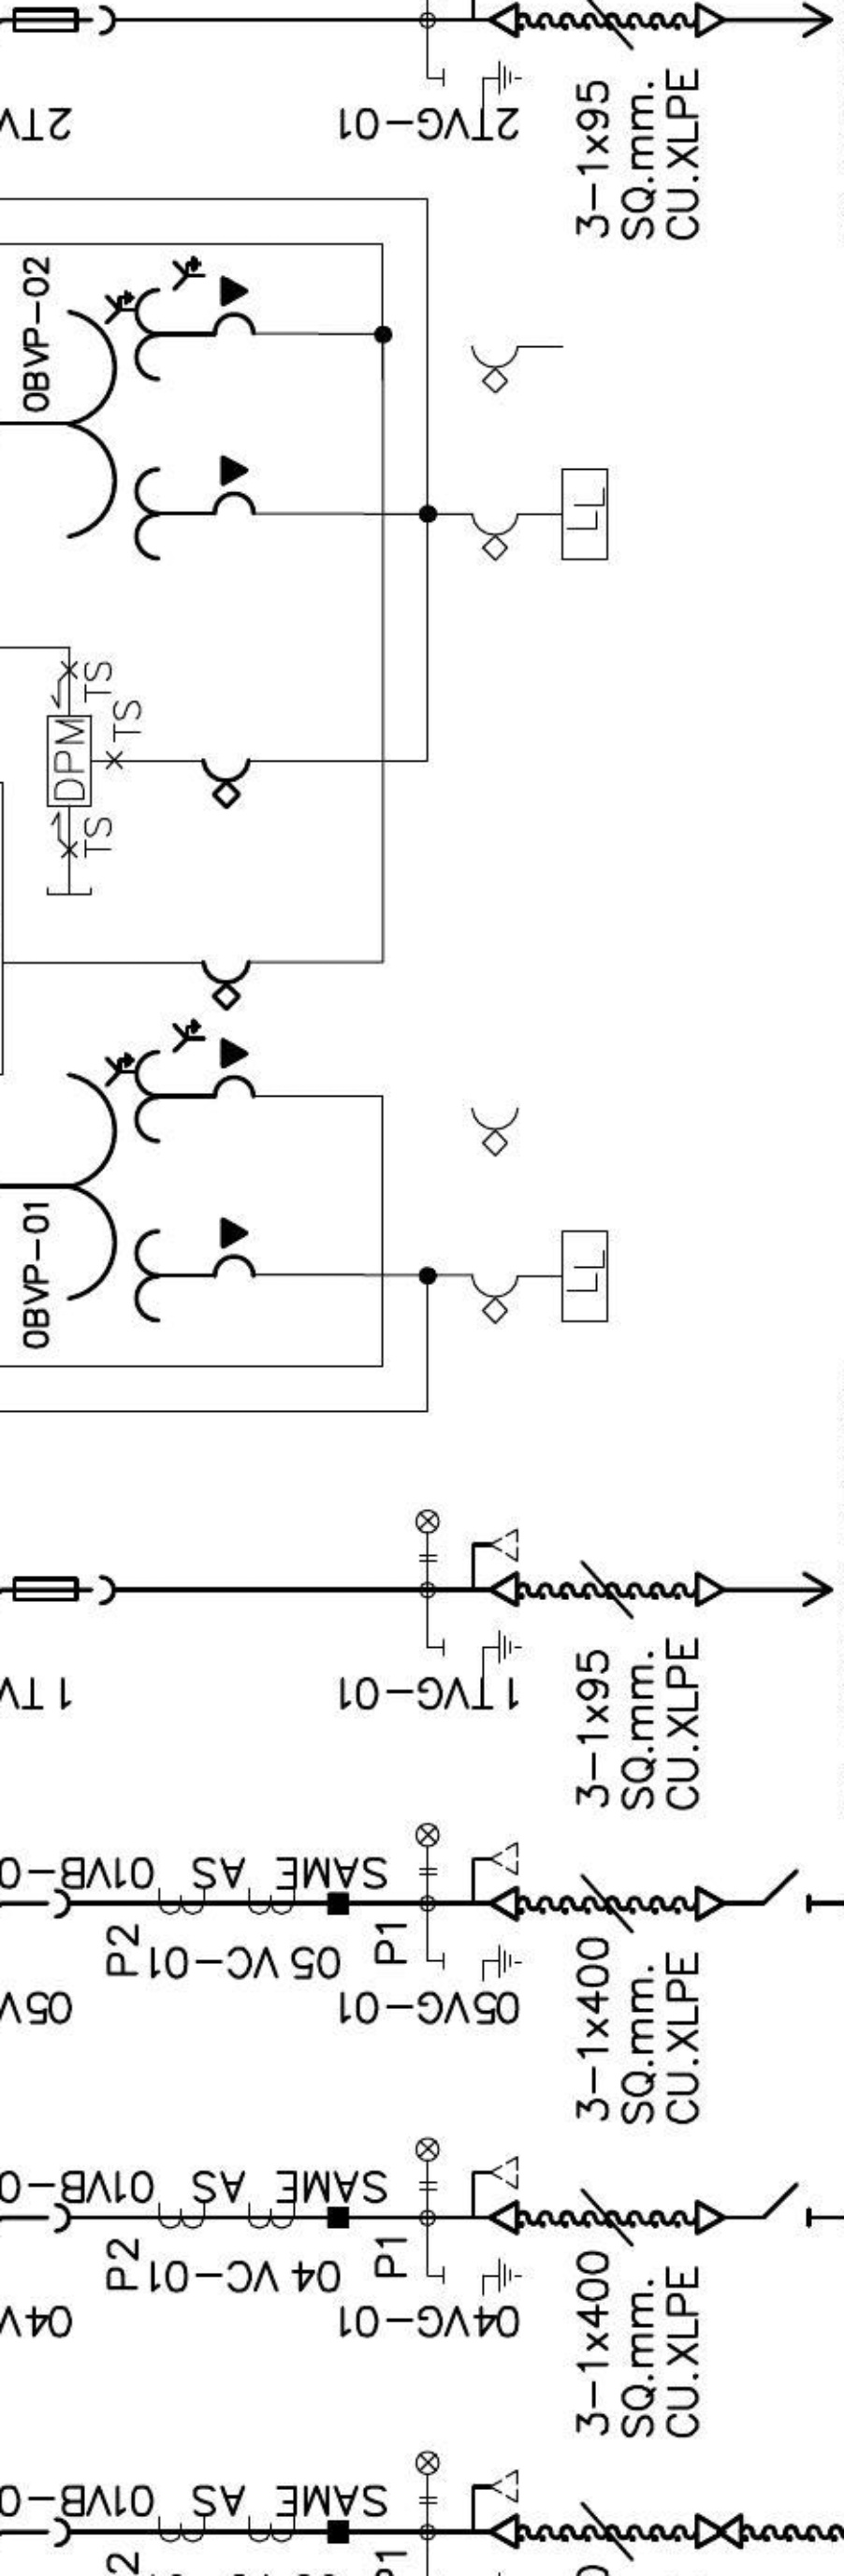 2TV
2TVG-01
3-1x95
SQ.mm.
CU.XLPE
0BVP-02
LL
TS
DPM
TS
TS
0BVP-01
LL
1TV
1TVG-01
3-1x95
SQ.mm.
CU.XLPE
SAME AS 01VB-0
P2
05 VC-01
P1
05V
05VG-01
3-1x400
SQ.mm.
CU.XLPE
SAME AS 01VB-0
P2
04 VC-01
P1
04V
04VG-01
3-1x400
SQ.mm.
CU.XLPE
SAME AS 01VB-0